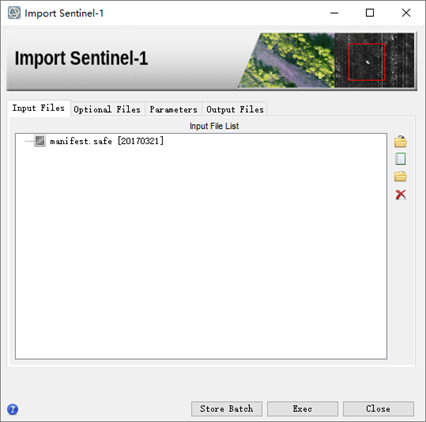 Import Sentinel-1
Import Sentinel-1
Input Files Optional Files Parameters Output Files
Input File List
manifest.safe [20170321]
Store Batch Exec Close